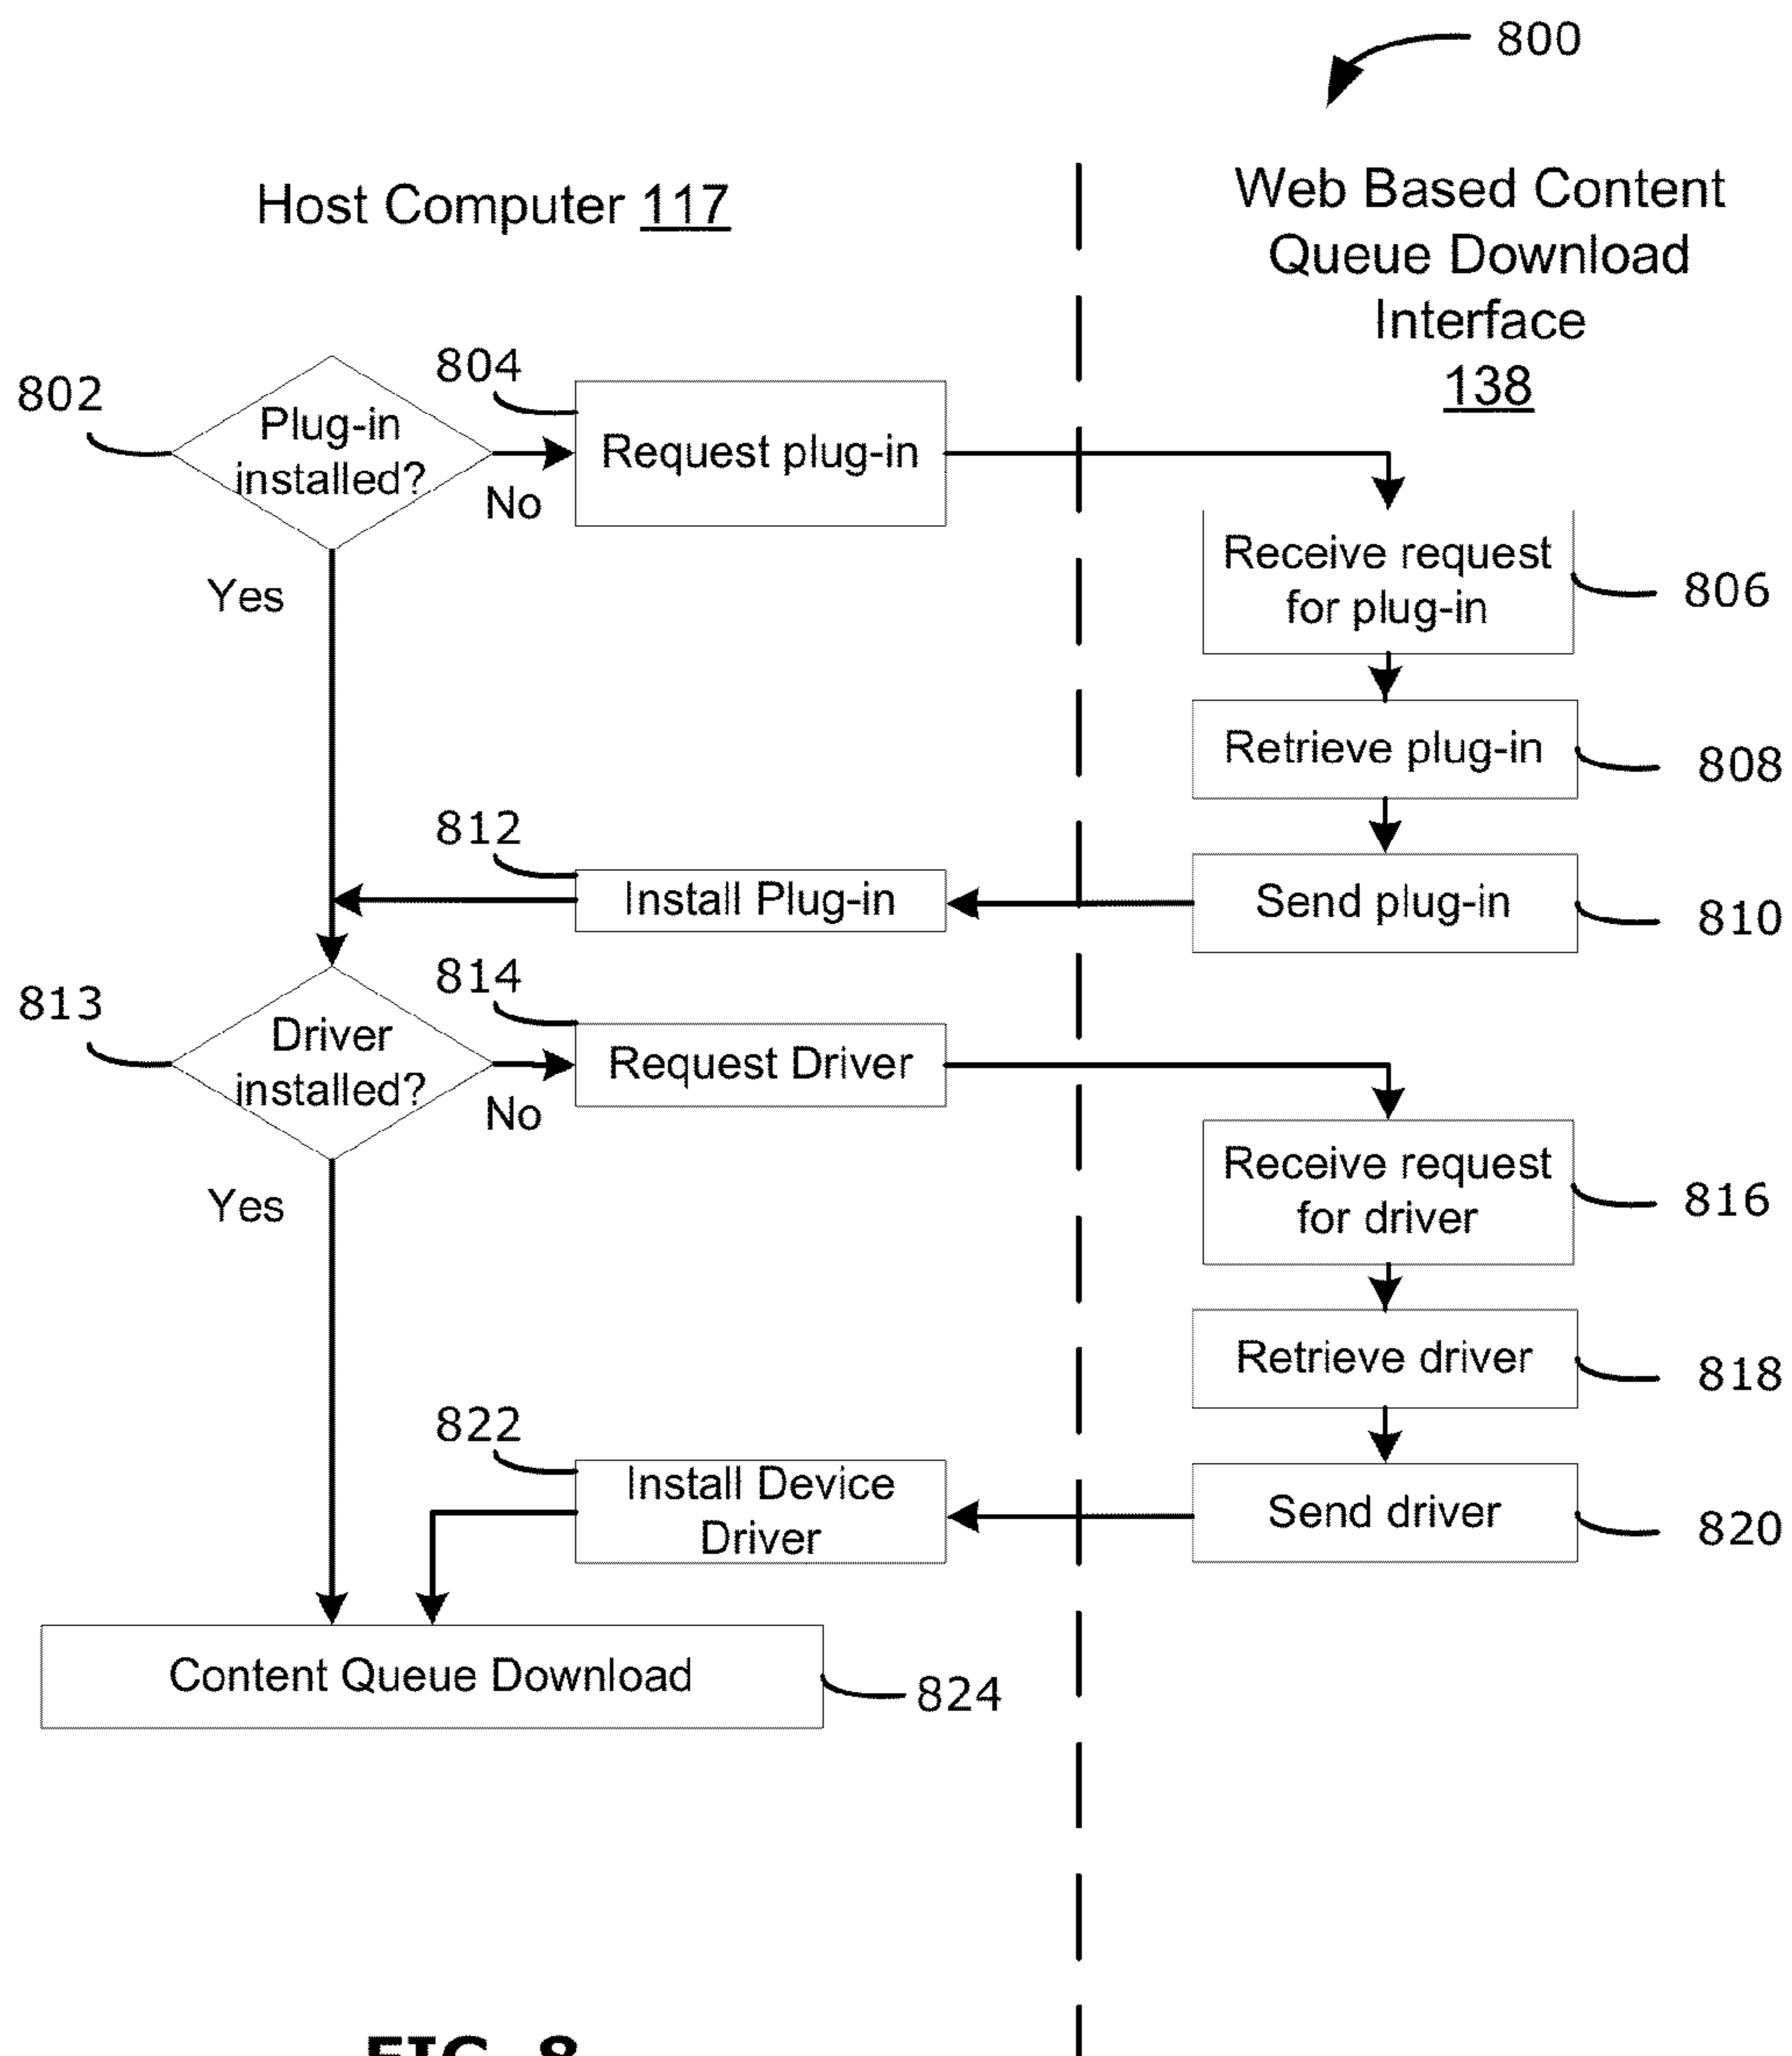 800
Host Computer 117
Web Based Content
Queue Download
Interface
138
802
Plug-in
installed?
No
Yes
804
Request plug-in
Receive request
for plug-in
806
Retrieve plug-in
808
812
Install Plug-in
Send plug-in
810
813
Driver
installed?
No
Yes
814
Request Driver
Receive request
for driver
816
Retrieve driver
818
822
Install Device
Driver
Send driver
820
Content Queue Download
824
FIG. 8